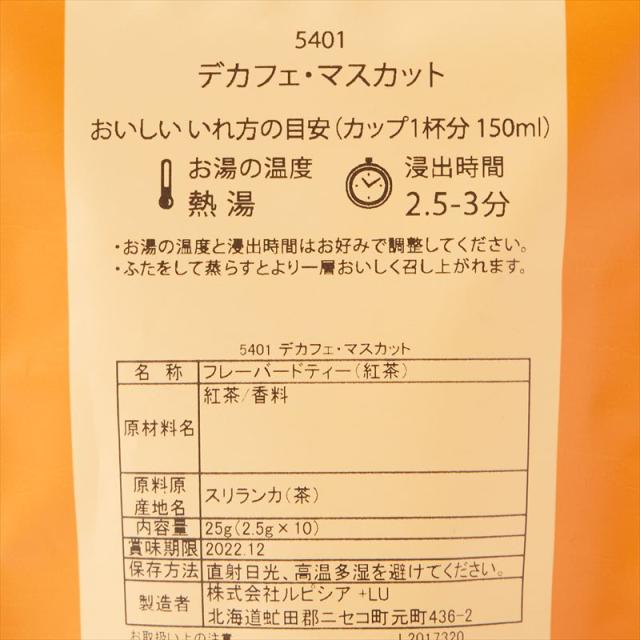 5401
デカフェ・マスカット
おいしいいれ方の目安(カップ1杯分 150ml)
お湯の温度
熱湯
浸出時間
2.5-3分
・お湯の温度と浸出時間はお好みで調整してください。
・ふたをして蒸らすとより一層おいしく召し上がれます。
5401 デカフェ・マスカット
名 称 フレーバードティー(紅茶)
原材料名 紅茶/香料
原料原産地名 スリランカ(茶)
内容量 25g(2.5g×10)
賞味期限 2022.12
保存方法 直射日光、高温多湿を避けてください。
製造者 株式会社ルピシア +LU
北海道虻田郡ニセコ町元町436-2
お取扱い上の注意 L2017320